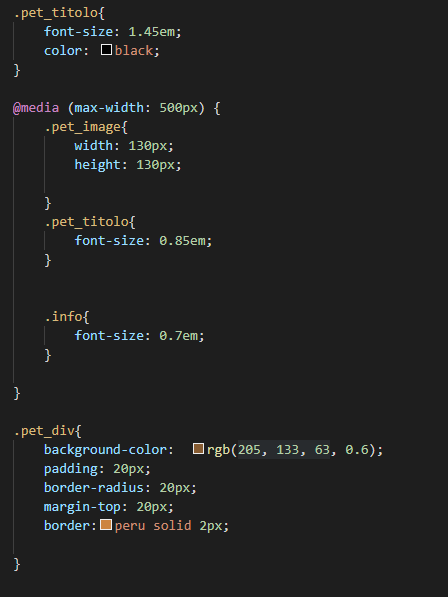 .pet_titolo{
    font-size: 1.45em;
    color: black;
}
@media (max-width: 500px) {
    .pet_image{
        width: 130px;
        height: 130px;
    }
    .pet_titolo{
        font-size: 0.85em;
    }
    .info{
        font-size: 0.7em;
    }
}
.pet_div{
    background-color:  rgb(205, 133, 63, 0.6);
    padding: 20px;
    border-radius: 20px;
    margin-top: 20px;
    border:peru solid 2px;
}